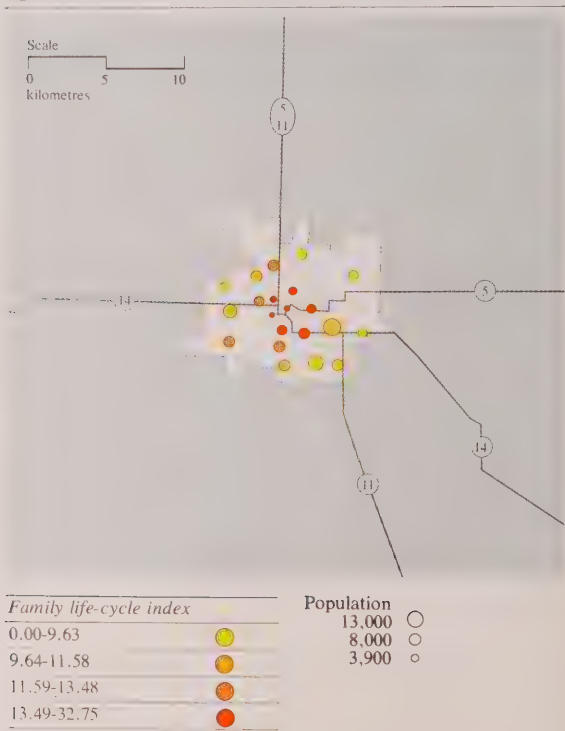 Scale
0 5 10
kilometres
5
11
14
5
14
11
Family life-cycle index
0.00-9.63
9.64-11.58
11.59-13.48
13.49-32.75
Population
13,000
8,000
3,900